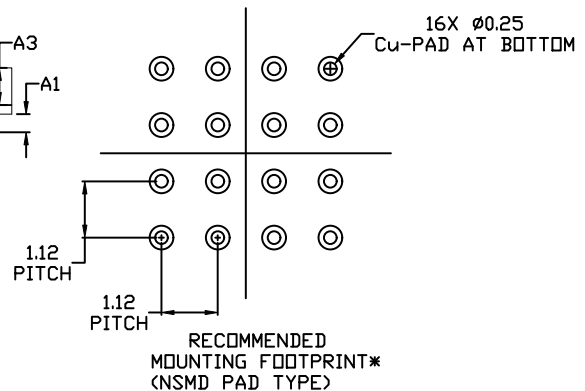 16X Ø0.25
Cu-PAD AT BOTTOM
A3
A1
1.12
PITCH
1.12
PITCH
RECOMMENDED
MOUNTING FOOTPRINT*
(NSMD PAD TYPE)